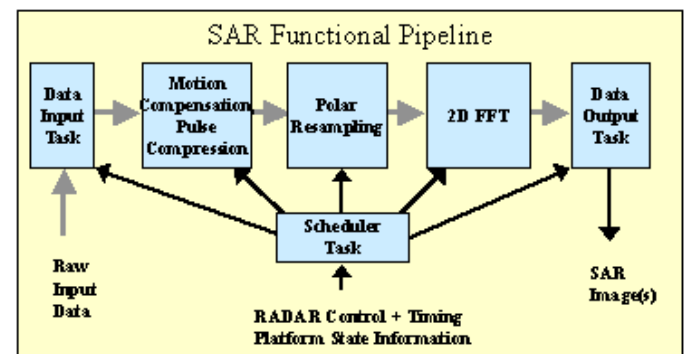 SAR Functional Pipeline
Data
Input
Task
Motion
Compensation,
Pulse
Compression
Polar
Resampling
2D FFT
Data
Output
Task
Scheduler
Task
Raw
Input
Data
RADAR Control + Timing
Platform State Information
SAR
Image(s)